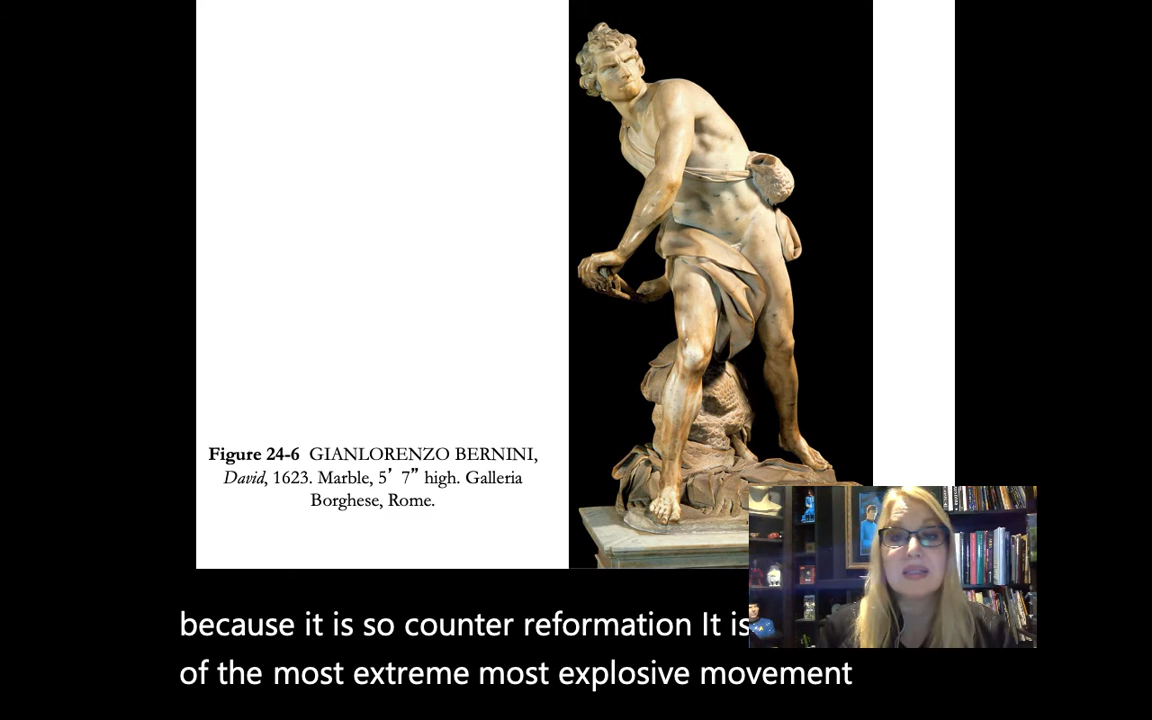 Figure 24-6 GIANLORENZO BERNINI,
David, 1623. Marble, 5′ 7″ high. Galleria
Borghese, Rome.
because it is so counter reformation It is
of the most extreme most explosive movement